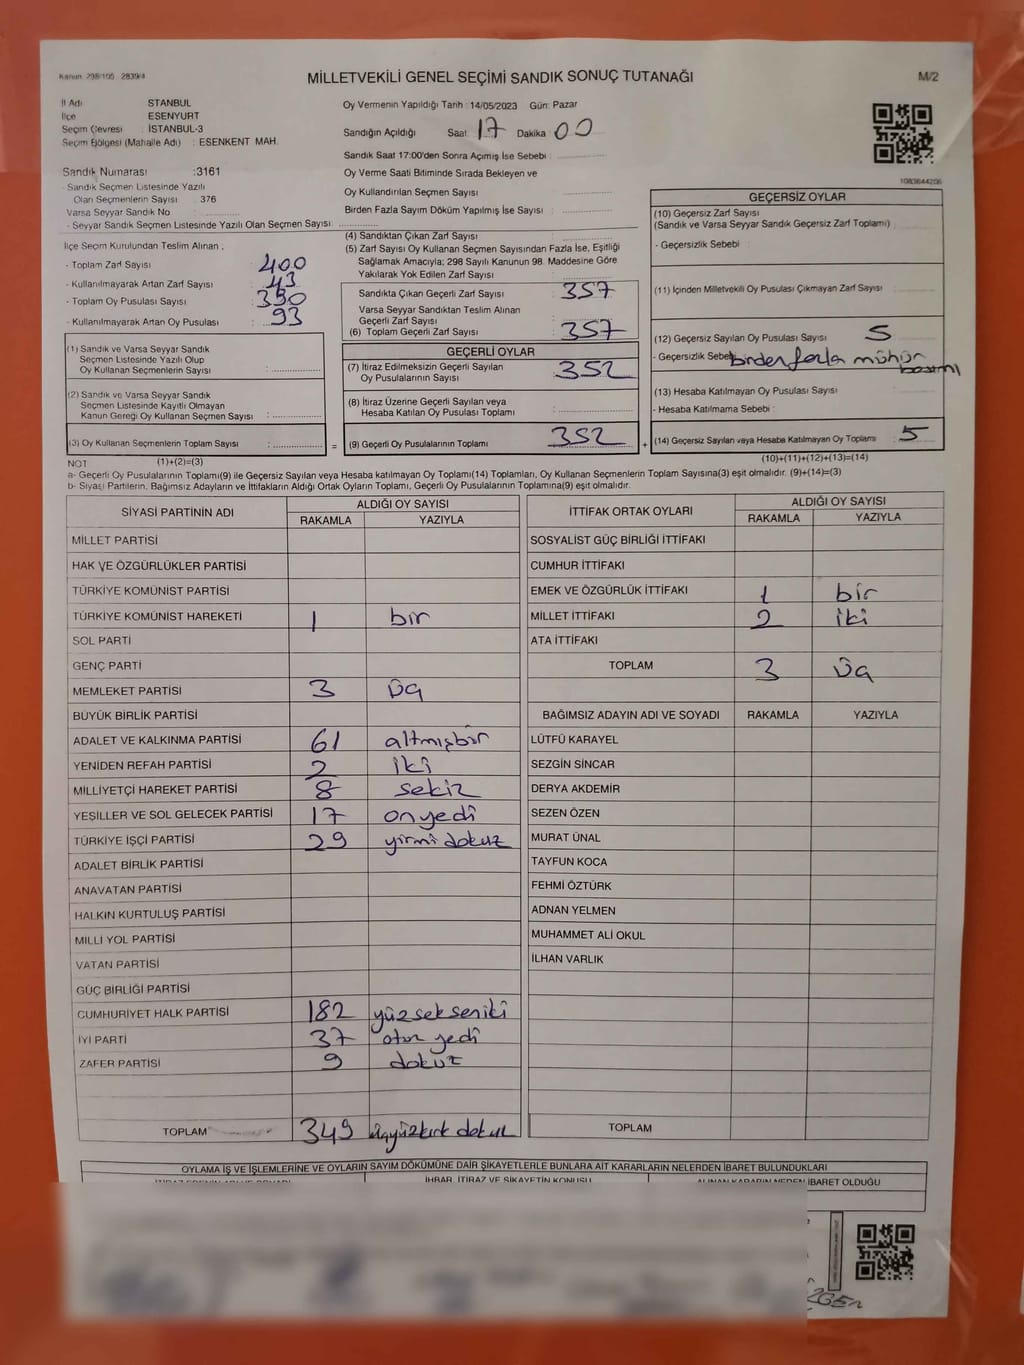 Kanun 298/105 2839/4
MİLLETVEKİLİ GENEL SEÇİMİ SANDIK SONUÇ TUTANAĞI
M/2
İl Adı STANBUL
İlçe ESENYURT
Seçim Çevresi : İSTANBUL-3
Seçim Bölgesi (Mahalle Adı) : ESENKENT MAH.
Sandık Numarası :3161
- Sandık Seçmen Listesinde Yazılı
Olan Seçmenlerin Sayısı : 376
Varsa Seyyar Sandık No
- Seyyar Sandık Seçmen Listesinde Yazılı Olan Seçmen Sayısı:
İlçe Seçim Kurulundan Teslim Alınan ;
- Toplam Zarf Sayısı : 400
- Kullanılmayarak Artan Zarf Sayısı : 43
- Toplam Oy Pusulası Sayısı :
- Kullanılmayarak Artan Oy Pusulası : 93
Oy Vermenin Yapıldığı Tarih : 14/05/2023 Gün: Pazar
Sandığın Açıldığı Saat 17 Dakika 00
Sandık Saat 17:00'den Sonra Açımış İse Sebebi :
Oy Verme Saati Bitiminde Sırada Bekleyen ve
Oy Kullandırılan Seçmen Sayısı :
Birden Fazla Sayım Döküm Yapılmış İse Sayısı :
(4) Sandıktan Çıkan Zarf Sayısı :
(5) Zarf Sayısı Oy Kullanan Seçmen Sayısından Fazla İse, Eşitliği
Sağlamak Amacıyla; 298 Sayılı Kanunun 98. Maddesine Göre
Yakılarak Yok Edilen Zarf Sayısı :
Sandıkta Çıkan Geçerli Zarf Sayısı : 357
Varsa Seyyar Sandıktan Teslim Alınan
Geçerli Zarf Sayısı :
(6) Toplam Geçerli Zarf Sayısı : 357
1083644206
GEÇERSİZ OYLAR
(10) Geçersiz Zarf Sayısı
(Sandık ve Varsa Seyyar Sandık Geçersiz Zarf Toplamı) :
- Geçersizlik Sebebi :
(11) İçinden Milletvekili Oy Pusulası Çıkmayan Zarf Sayısı :
(12) Geçersiz Sayılan Oy Pusulası Sayısı : 5
- Geçersizlik Sebebi birden fazla mühür
basımı
(13) Hesaba Katılmayan Oy Pusulası Sayısı :
- Hesaba Katılmama Sebebi :
(14) Geçersiz Sayılan veya Hesaba Katılmayan Oy Toplamı : 5
(1) Sandık ve Varsa Seyyar Sandık
Seçmen Listesinde Yazılı Olup
Oy Kullanan Seçmenlerin Sayısı :
(2) Sandık ve Varsa Seyyar Sandık
Seçmen Listesinde Kayıtlı Olmayan
Kanun Gereği Oy Kullanan Seçmen Sayısı :
(3) Oy Kullanan Seçmenlerin Toplam Sayısı : =
GEÇERLİ OYLAR
(7) İtiraz Edilmeksizin Geçerli Sayılan
Oy Pusulalarının Sayısı : 352
(8) İtiraz Üzerine Geçerli Sayılan veya
Hesaba Katılan Oy Pusulası Toplamı :
(9) Geçerli Oy Pusulalarının Toplamı : 352 +
NOT (1)+(2)=(3) (10)+(11)+(12)+(13)=(14)
a- Geçerli Oy Pusulalarının Toplamı(9) ile Geçersiz Sayılan veya Hesaba katılmayan Oy Toplamı(14) Toplamları, Oy Kullanan Seçmenlerin Toplam Sayısına(3) eşit olmalıdır. (9)+(14)=(3)
b- Siyasi Partilerin, Bağımsız Adayların ve İttifakların Aldığı Ortak Oyların Toplamı, Geçerli Oy Pusulalarının Toplamına(9) eşit olmalıdır.
SİYASİ PARTİNİN ADI ALDIĞI OY SAYISI
RAKAMLA YAZIYLA
MİLLET PARTİSİ
HAK VE ÖZGÜRLÜKLER PARTİSİ
TÜRKİYE KOMÜNİST PARTİSİ
TÜRKİYE KOMÜNİST HAREKETİ 1 bir
SOL PARTİ
GENÇ PARTİ
MEMLEKET PARTİSİ 3 üç
BÜYÜK BİRLİK PARTİSİ
ADALET VE KALKINMA PARTİSİ 61 altmışbir
YENİDEN REFAH PARTİSİ 2 iki
MİLLİYETÇİ HAREKET PARTİSİ 8 sekiz
YEŞİLLER VE SOL GELECEK PARTİSİ 17 onyedi
TÜRKİYE İŞÇİ PARTİSİ 29 yirmi dokuz
ADALET BİRLİK PARTİSİ
ANAVATAN PARTİSİ
HALKIN KURTULUŞ PARTİSİ
MİLLİ YOL PARTİSİ
VATAN PARTİSİ
GÜÇ BİRLİĞİ PARTİSİ
CUMHURİYET HALK PARTİSİ 182 yüzsekseniki
İYİ PARTİ 37 otuz yedi
ZAFER PARTİSİ 9 dokuz
TOPLAM 349 üçyüzkırk dokuz
İTTİFAK ORTAK OYLARI ALDIĞI OY SAYISI
RAKAMLA YAZIYLA
SOSYALİST GÜÇ BİRLİĞİ İTTİFAKI
CUMHUR İTTİFAKI
EMEK VE ÖZGÜRLÜK İTTİFAKI 1 bir
MİLLET İTTİFAKI 2 iki
ATA İTTİFAKI
TOPLAM 3 üç
BAĞIMSIZ ADAYIN ADI VE SOYADI RAKAMLA YAZIYLA
LÜTFÜ KARAYEL
SEZGİN SİNCAR
DERYA AKDEMİR
SEZEN ÖZEN
MURAT ÜNAL
TAYFUN KOCA
FEHMİ ÖZTÜRK
ADNAN YELMEN
MUHAMMET ALİ OKUL
İLHAN VARLIK
TOPLAM
OYLAMA İŞ VE İŞLEMLERİNE VE OYLARIN SAYIM DÖKÜMÜNE DAİR ŞİKAYETLERLE BUNLARA AİT KARARLARIN NELERDEN İBARET BULUNDUKLARI
İHBAR, İTİRAZ VE ŞİKAYETİN KONUSU ALINAN KARARIN NEDEN İBARET OLDUĞU